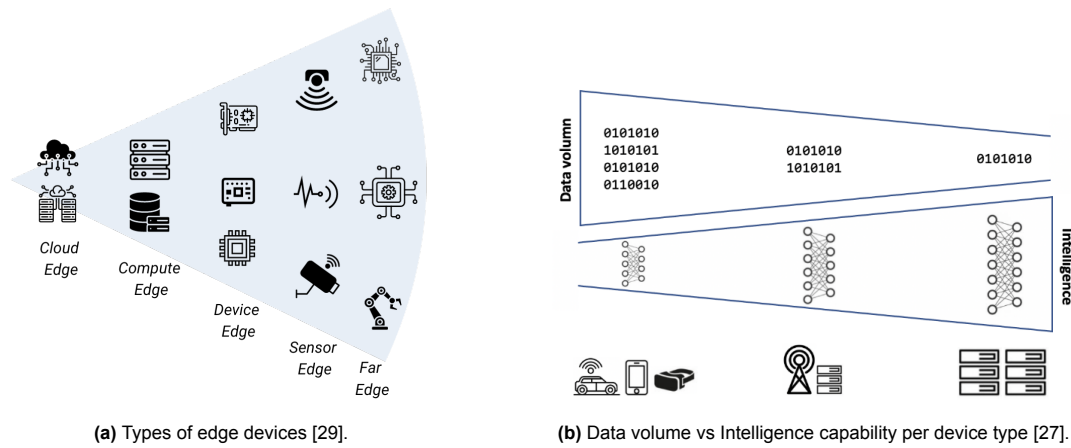 Cloud
Edge
Compute
Edge
Device
Edge
Sensor
Edge
Far
Edge
(a) Types of edge devices [29].
Data volumn
0101010
1010101
0101010
0110010
0101010
1010101
0101010
Intelligence
(b) Data volume vs Intelligence capability per device type [27].